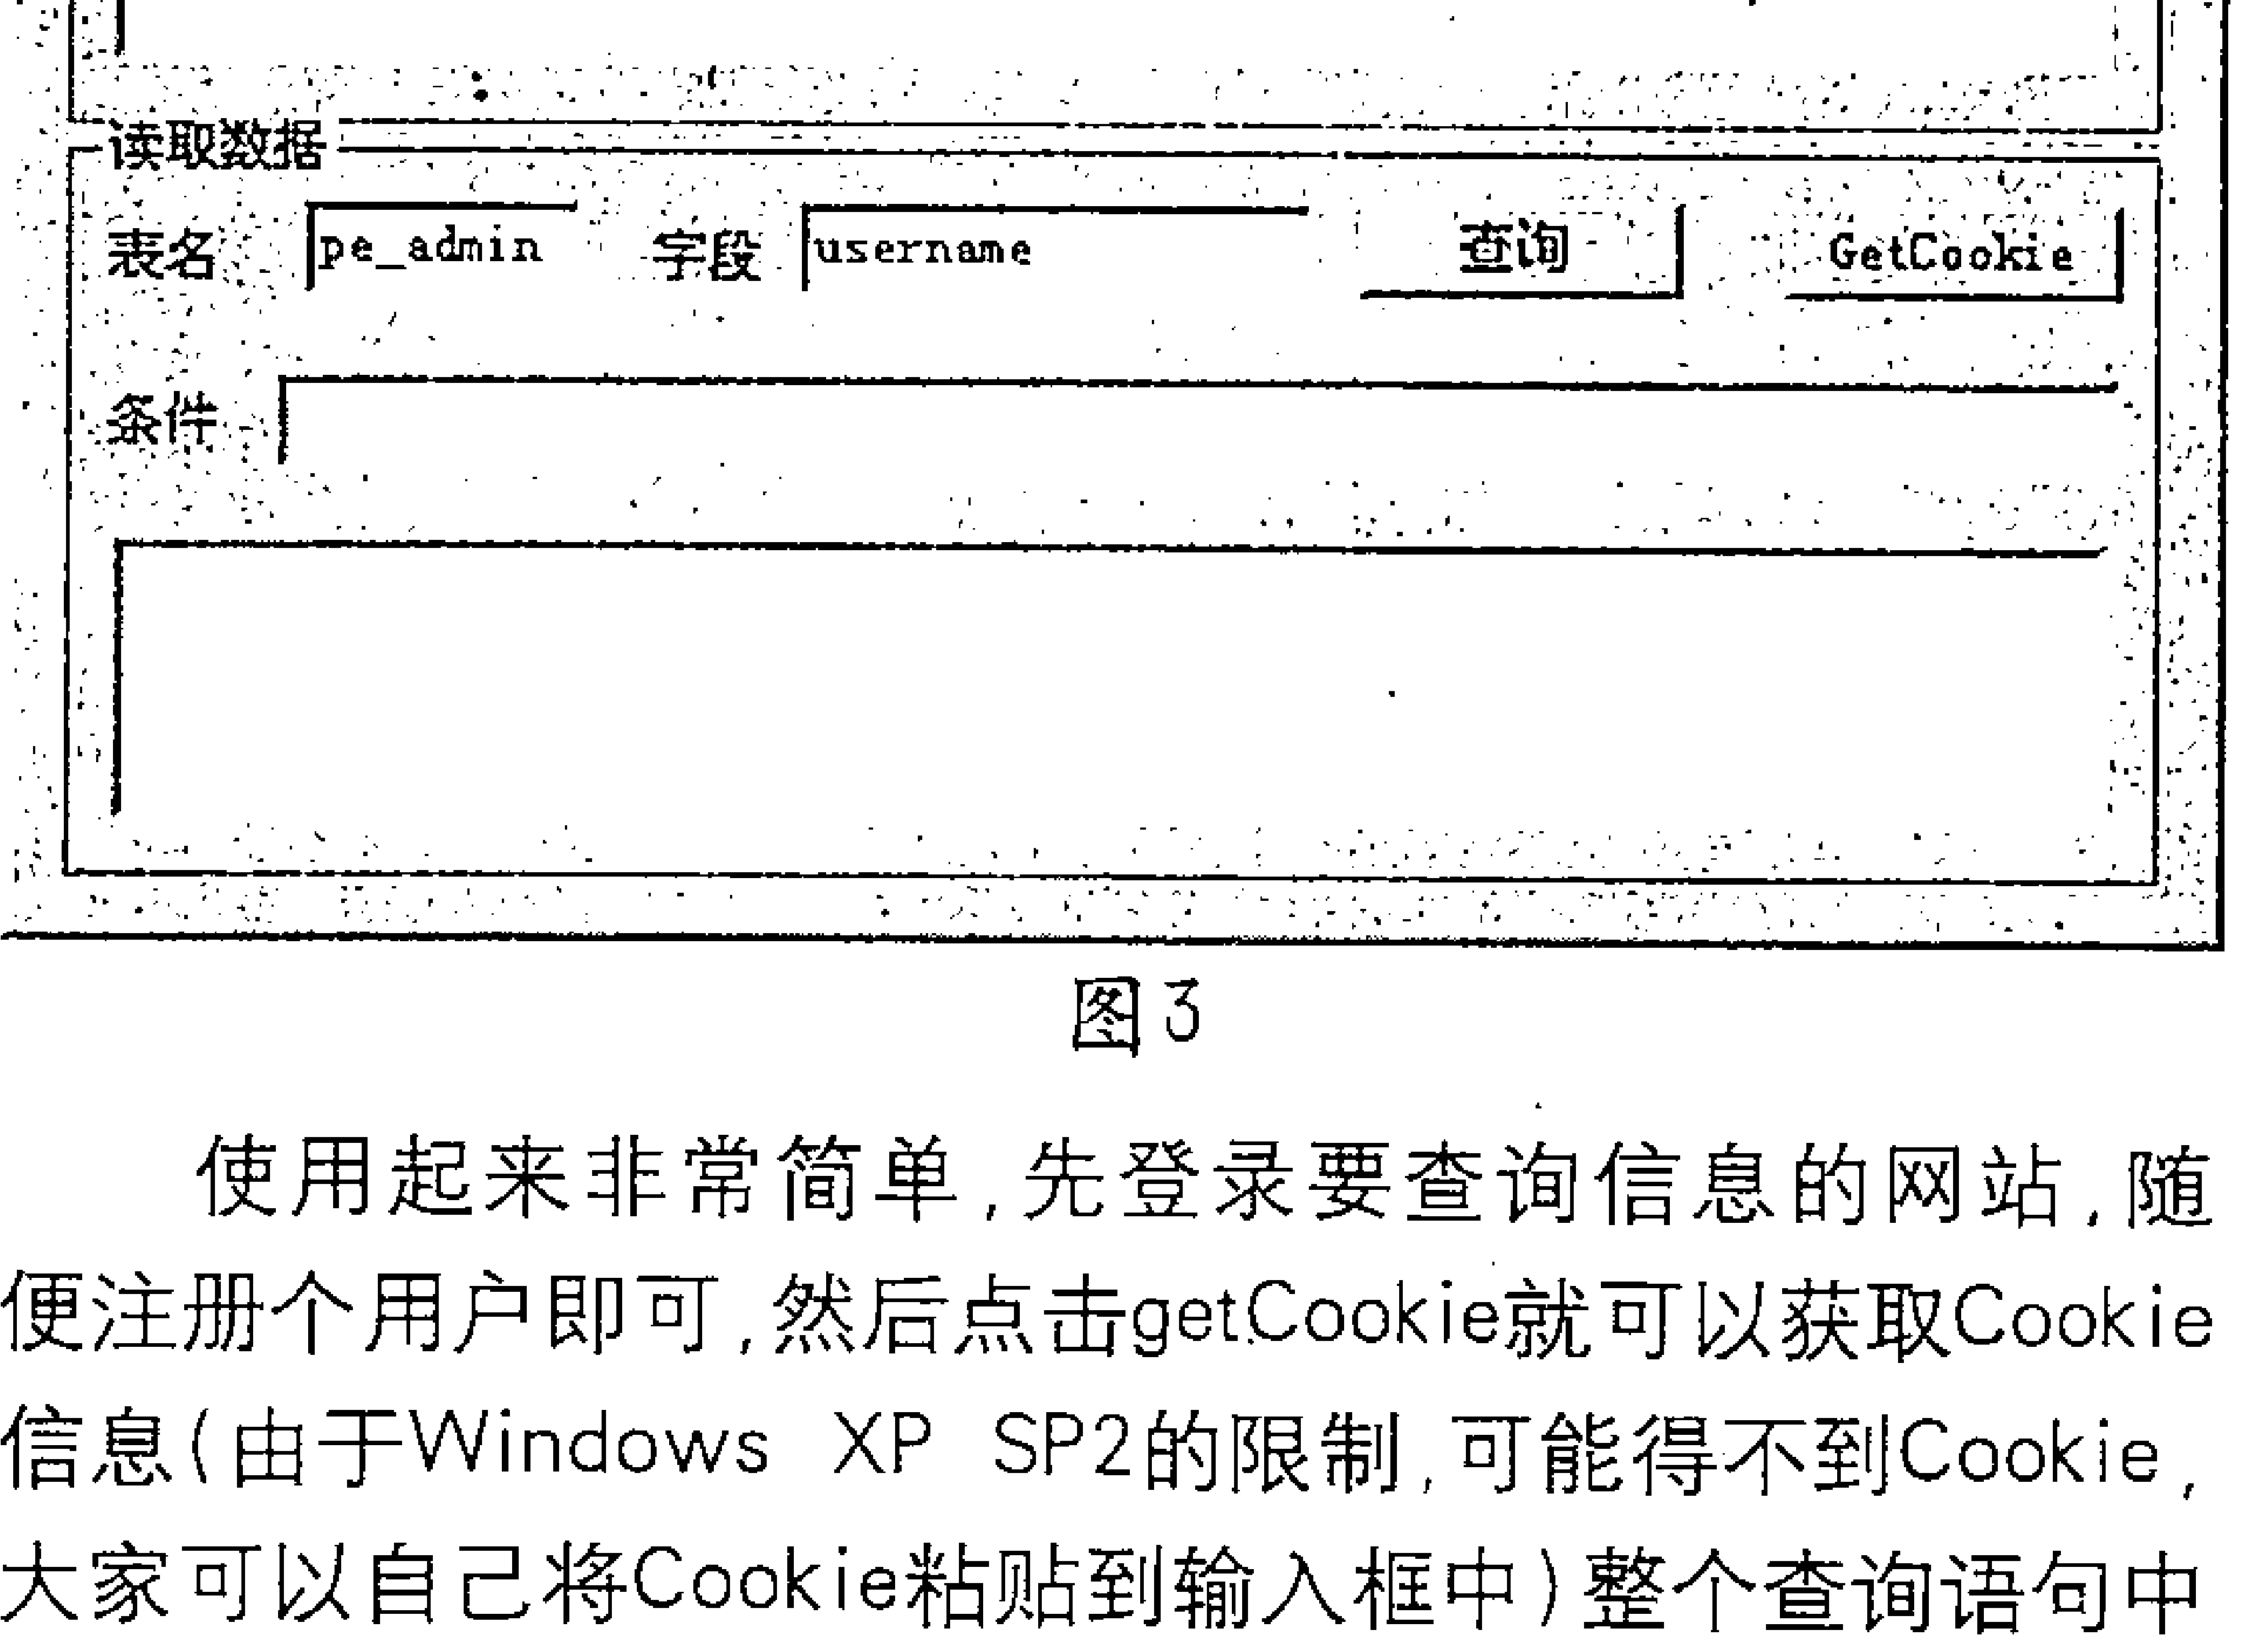 读取数据
表名 pe_admin 字段 username 查询 GetCookie
条件
图3
使用起来非常简单,先登录要查询信息的网站,随
便注册个用户即可,然后点击getCookie就可以获取Cookie
信息(由于Windows XP SP2的限制,可能得不到Cookie,
大家可以自己将Cookie粘贴到输入框中)整个查询语句中